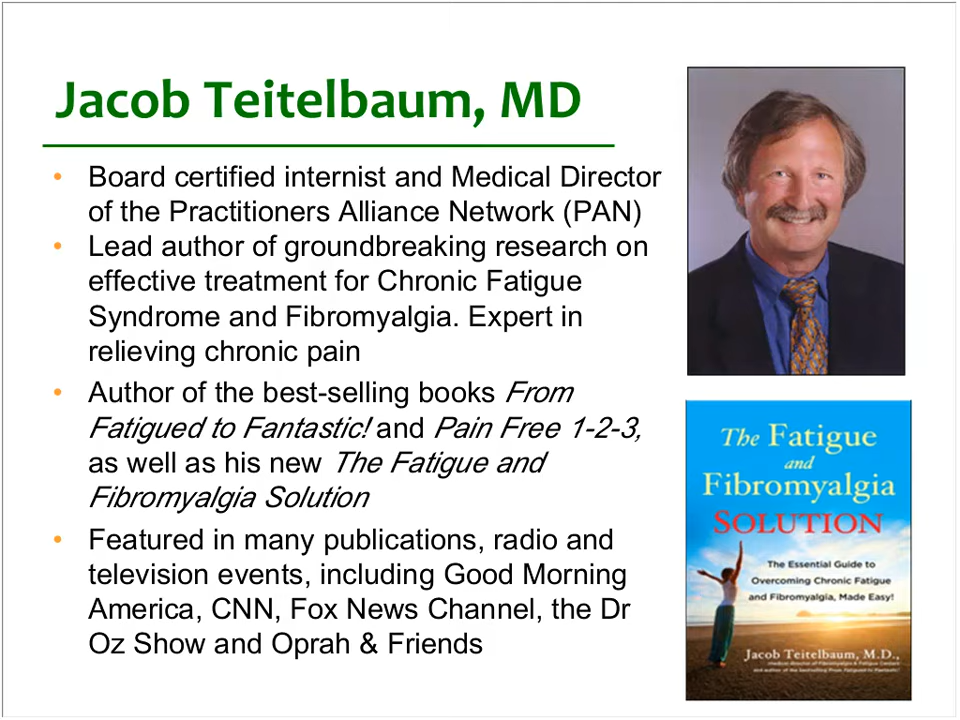 Jacob Teitelbaum, MD
• Board certified internist and Medical Director
of the Practitioners Alliance Network (PAN)
• Lead author of groundbreaking research on
effective treatment for Chronic Fatigue
Syndrome and Fibromyalgia. Expert in
relieving chronic pain
• Author of the best-selling books From
Fatigued to Fantastic! and Pain Free 1-2-3,
as well as his new The Fatigue and
Fibromyalgia Solution
• Featured in many publications, radio and
television events, including Good Morning
America, CNN, Fox News Channel, the Dr
Oz Show and Oprah & Friends
The Fatigue
and
Fibromyalgia
SOLUTION
The Essential Guide to
Overcoming Chronic Fatigue
and Fibromyalgia, Made Easy!
Jacob Teitelbaum, M.D.,
medical director of Fibromyalgia & Fatigue Centers
and author of the bestselling From Fatigued to Fantastic!